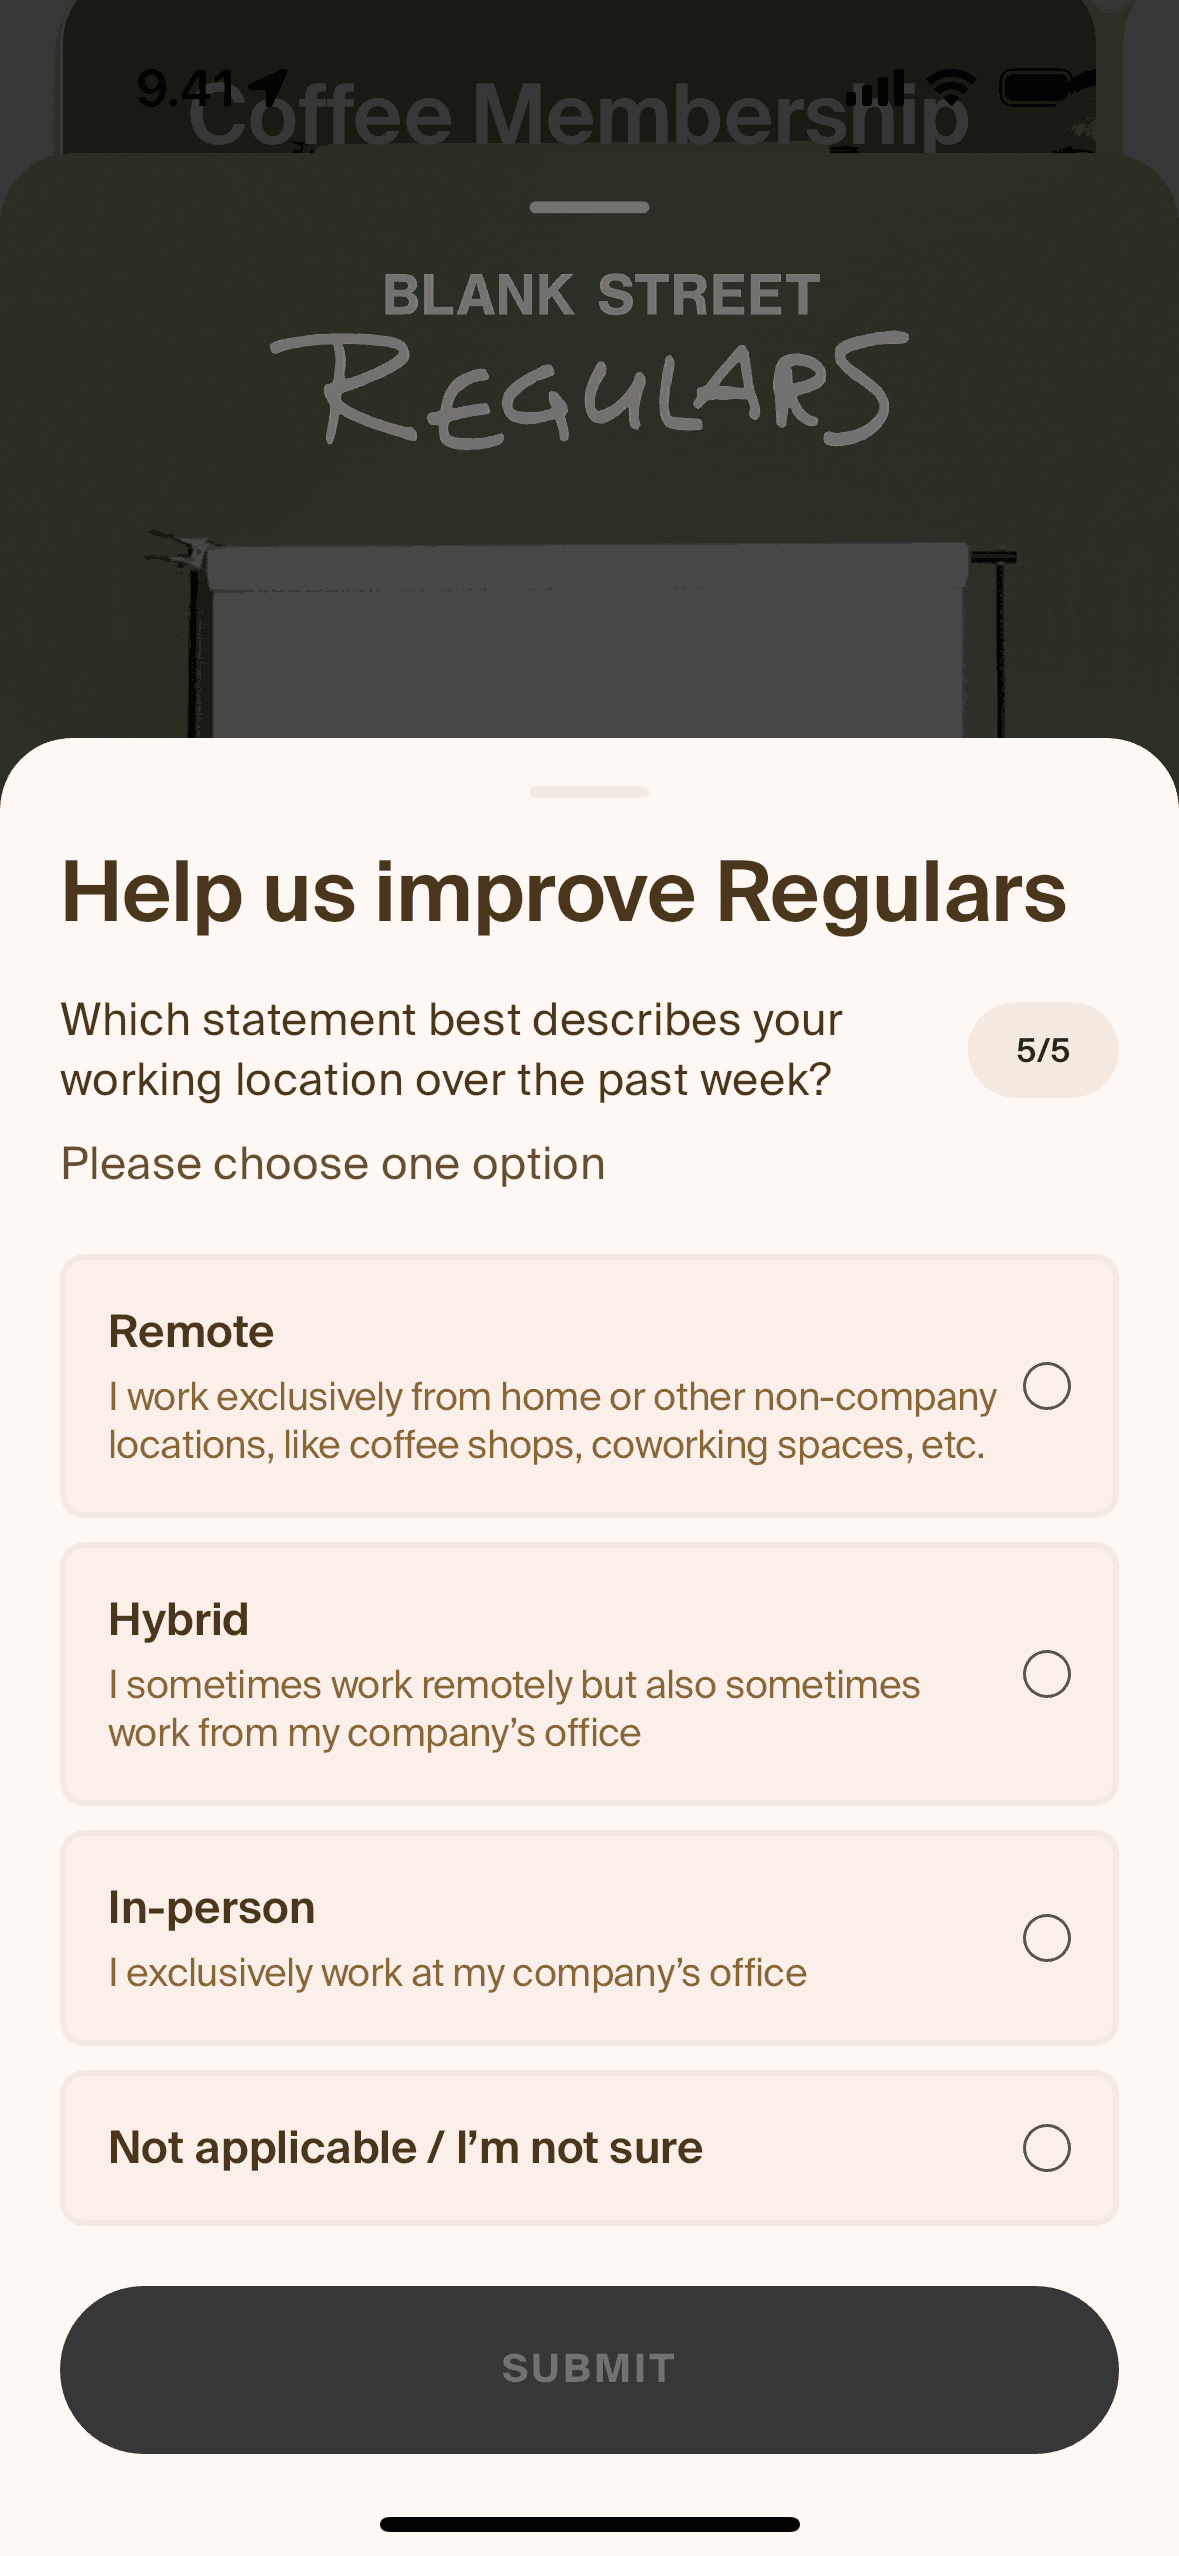 9.41
Coffee Membership
BLANK STREET
REGULARS
Help us improve Regulars
Which statement best describes your
working location over the past week?
5/5
Please choose one option
Remote
I work exclusively from home or other non-company
locations, like coffee shops, coworking spaces, etc.
Hybrid
I sometimes work remotely but also sometimes
work from my company’s office
In-person
I exclusively work at my company’s office
Not applicable / I’m not sure
SUBMIT